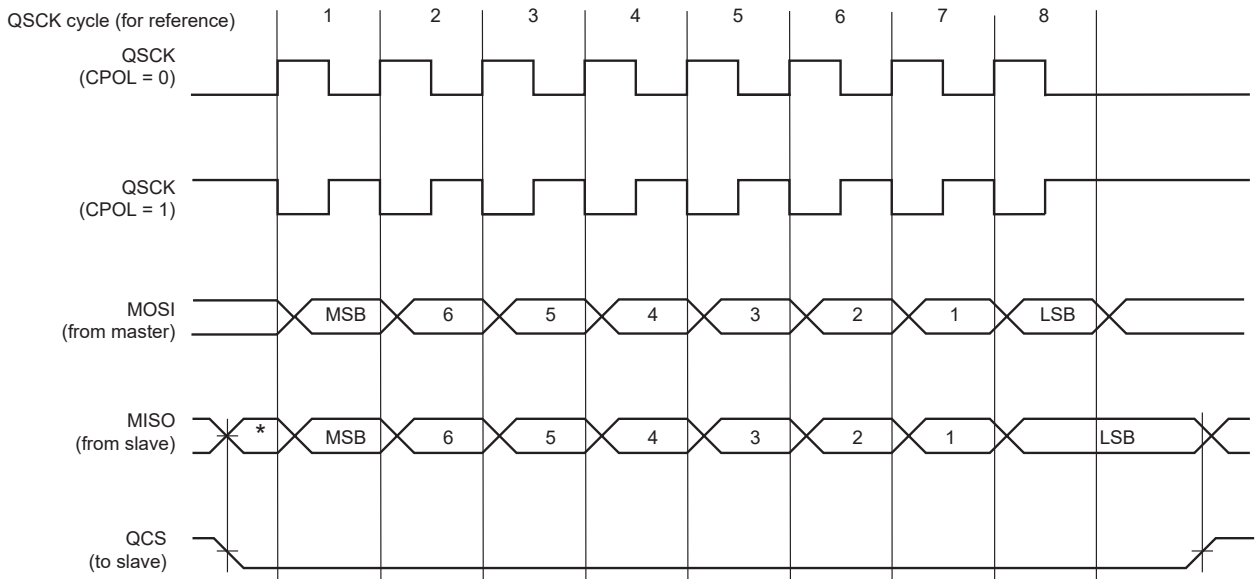 QSCK cycle (for reference) 1 2 3 4 5 6 7 8
QSCK
(CPOL = 0)
QSCK
(CPOL = 1)
MOSI
(from master)
MSB 6 5 4 3 2 1 LSB
MISO
(from slave)
* MSB 6 5 4 3 2 1 LSB
QCS
(to slave)